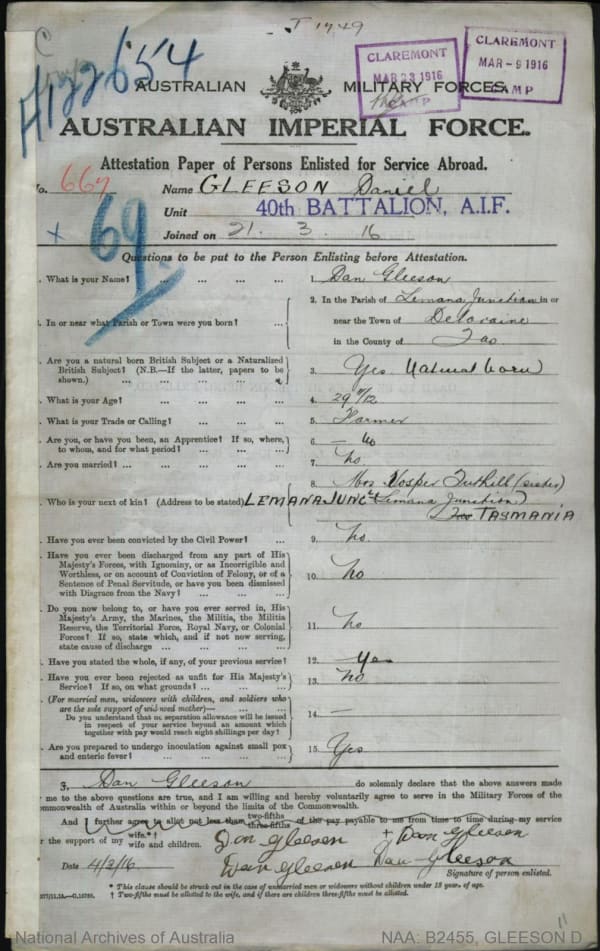 C
T 1749
H122654
CLAREMONT
MAR 23 1916
CAMP
CLAREMONT
MAR - 9 1916
CAMP
AUSTRALIAN MILITARY FORCES.
AUSTRALIAN IMPERIAL FORCE.
Attestation Paper of Persons Enlisted for Service Abroad.
No. 667 Name GLEESON Daniel
Unit 40th BATTALION, A.I.F.
x 69
Joined on 21. 3. 16
Questions to be put to the Person Enlisting before Attestation.
. What is your Name? ... ... ... ... 1. Dan Gleeson
. In or near what Parish or Town were you born? ... 2. In the Parish of Lemana Junction in or
near the Town of Deloraine
in the County of Tas
. Are you a natural born British Subject or a Naturalized
British Subject? (N.B.—If the latter, papers to be
shown.) ... ... ... ... 3. Yes. Natural born
. What is your Age? ... ... ... ... 4. 29 11/12
. What is your Trade or Calling? ... ... ... 5. Farmer
. Are you, or have you been, an Apprentice? If so, where,
to whom, and for what period? ... ... ... 6. — No
. Are you married? ... ... ... ... 7. No
. Who is your next of kin? (Address to be stated) 8. Mrs Vosper Tuthill (sister)
LEMANA JUNCt Lemana Junction
Tas TASMANIA
. Have you ever been convicted by the Civil Power? ... 9. No
. Have you ever been discharged from any part of His
Majesty's Forces, with Ignominy, or as Incorrigible and
Worthless, or on account of Conviction of Felony, or of a
Sentence of Penal Servitude, or have you been dismissed
with Disgrace from the Navy? ... ... ... 10. No
. Do you now belong to, or have you ever served in, His
Majesty's Army, the Marines, the Militia, the Militia
Reserve, the Territorial Force, Royal Navy, or Colonial
Forces? If so, state which, and if not now serving,
state cause of discharge ... ... ... 11. No
. Have you stated the whole, if any, of your previous service? 12. Yes
. Have you ever been rejected as unfit for His Majesty's
Service? If so, on what grounds? ... ... ... 13. No
. (For married men, widowers with children, and soldiers who
are the sole support of widowed mother)— ... ...
Do you understand that no separation allowance will be issued
in respect of your service beyond an amount which
together with pay would reach eight shillings per day? 14. —
. Are you prepared to undergo inoculation against small pox
and enteric fever? ... ... ... ... 15. Yes
I, Dan Gleeson do solemnly declare that the above answers made
me to the above questions are true, and I am willing and hereby voluntarily agree to serve in the Military Forces of the
mmonwealth of Australia within or beyond the limits of the Commonwealth.
And I further agree to allot not less than two-fifths three-fifths of the pay payable to me from time to time during my service
r the support of my wife.*† wife and children. Dan gleesen + Dan Gleeson
Date 4/3/16 Dan gleesen Dan Gleeson
Signature of person enlisted.
* This clause should be struck out in the case of unmarried men or widowers without children under 18 years of age.
† Two-fifths must be allotted to the wife, and if there are children three-fifths must be allotted.
National Archives of Australia NAA: B2455, GLEESON D